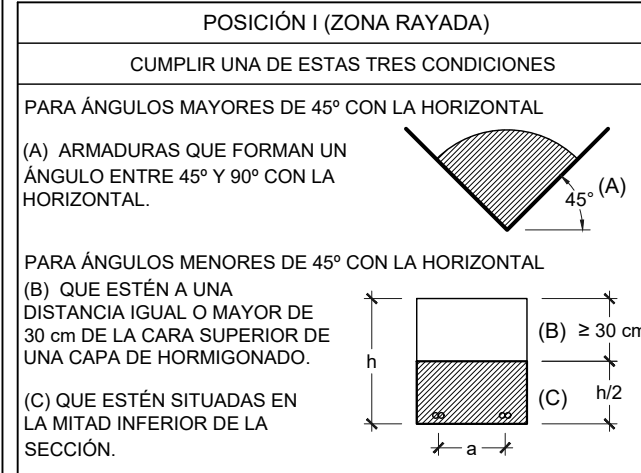 POSICIÓN I (ZONA RAYADA)
CUMPLIR UNA DE ESTAS TRES CONDICIONES
PARA ÁNGULOS MAYORES DE 45º CON LA HORIZONTAL
(A) ARMADURAS QUE FORMAN UN
ÁNGULO ENTRE 45º Y 90º CON LA
HORIZONTAL.
45° (A)
PARA ÁNGULOS MENORES DE 45º CON LA HORIZONTAL
(B) QUE ESTÉN A UNA
DISTANCIA IGUAL O MAYOR DE
30 cm DE LA CARA SUPERIOR DE
UNA CAPA DE HORMIGONADO.
(C) QUE ESTÉN SITUADAS EN
LA MITAD INFERIOR DE LA
SECCIÓN.
h
(B) ≥ 30 cm
(C) h/2
a